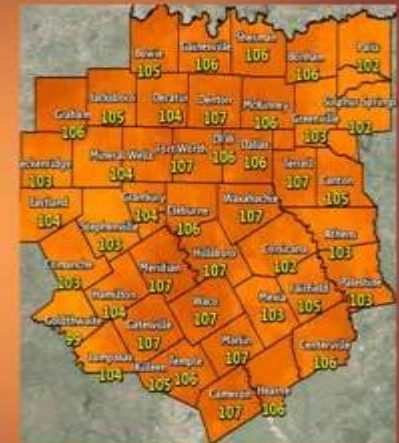 Bowie
105
Gainesville
106
Sherman
106
Bonham
106
Paris
102
Graham
106
Jacksboro
105
Decatur
104
Denton
107
McKinney
106
Greenville
103
Sulphur Springs
102
Breckenridge
103
Mineral Wells
104
Fort Worth
107
106
Dallas
106
Terrell
107
Canton
105
Eastland
104
Stephenville
103
Granbury
104
Cleburne
106
Waxahachie
107
Athens
103
Comanche
103
Meridian
107
Hillsboro
107
Corsicana
102
Palestine
103
Goldthwaite
99
Hamilton
104
Gatesville
107
Waco
107
Mexia
103
Fairfield
105
Lampasas
104
Killeen
105
Temple
106
Marlin
107
Centerville
106
Cameron
107
Hearne
106